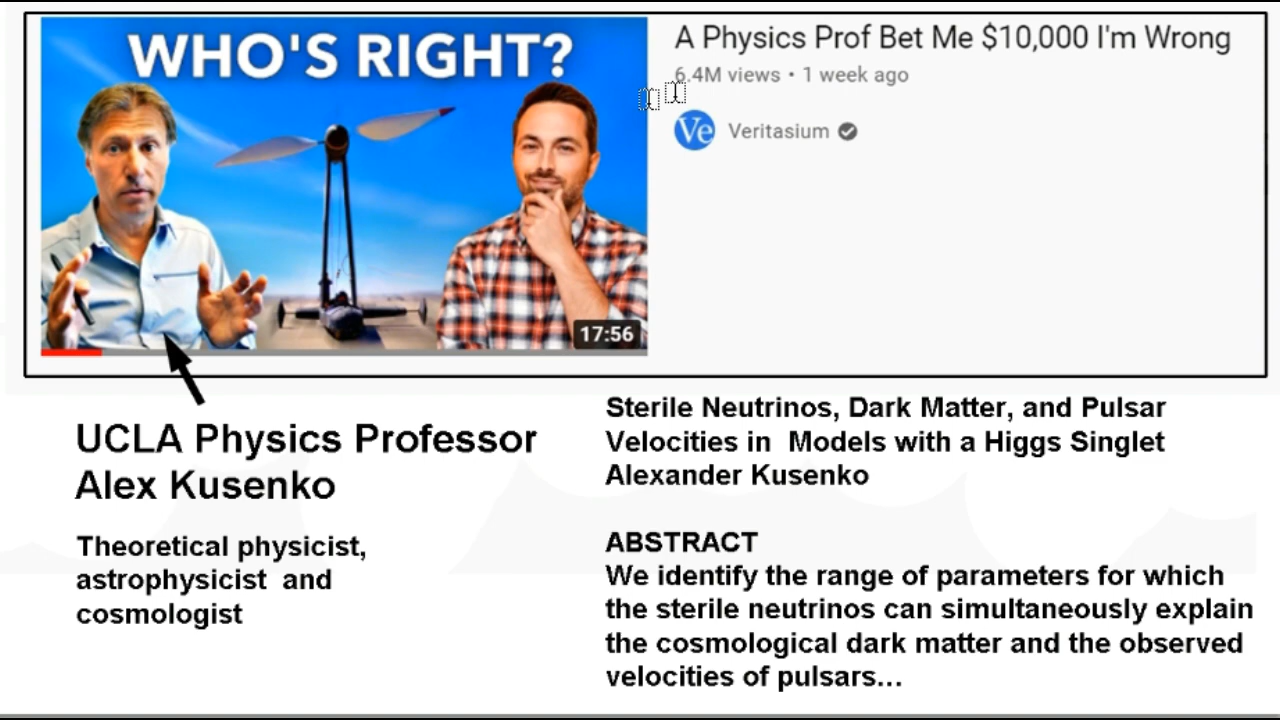 WHO'S RIGHT?
17:56
A Physics Prof Bet Me $10,000 I'm Wrong
6.4M views • 1 week ago
Ve
Veritasium
UCLA Physics Professor
Alex Kusenko
Theoretical physicist,
astrophysicist and
cosmologist
Sterile Neutrinos, Dark Matter, and Pulsar
Velocities in Models with a Higgs Singlet
Alexander Kusenko
ABSTRACT
We identify the range of parameters for which
the sterile neutrinos can simultaneously explain
the cosmological dark matter and the observed
velocities of pulsars...